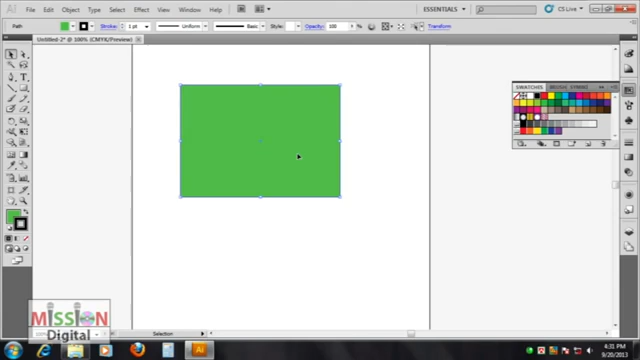 Ai
File Edit Object Type Select Effect View Window Help
ESSENTIALS
CS Live
Path
Stroke: 1 pt
Uniform
Basic
Style:
Opacity: 100
Transform
Untitled-2* @ 100% (CMYK/Preview)
SWATCHES
T
MISSION
Digital
Selection
Ai
EN
4:31 PM
9/20/2013